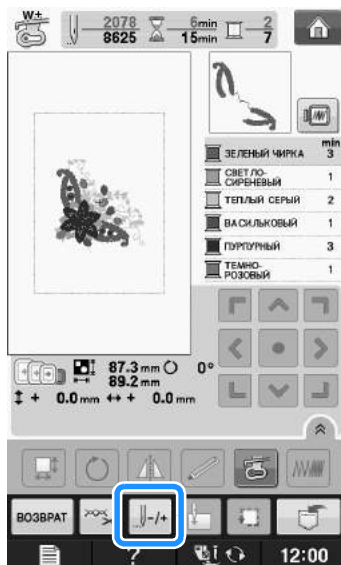 W+
2078 6min 2
8625 15min 7
min
ЗЕЛЕНЫЙ ЧИРКА 3
СВЕТЛО-
СИРЕНЕВЫЙ 1
ТЕПЛЫЙ СЕРЫЙ 2
ВАСИЛЬКОВЫЙ 1
ПУРПУРНЫЙ 3
ТЕМНО-
РОЗОВЫЙ 1
87.3 mm 0°
89.2 mm
+ 0.0 mm + 0.0 mm
ВОЗВРАТ -/+
? 12:00